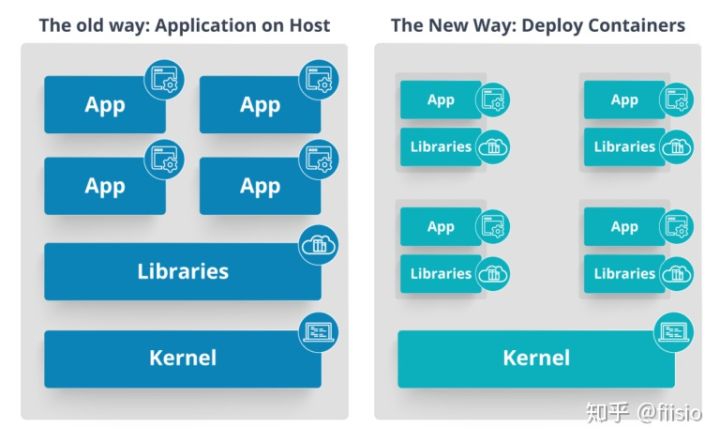 The old way: Application on Host
App
App
App
App
Libraries
Kernel
The New Way: Deploy Containers
App
Libraries
App
Libraries
App
Libraries
App
Libraries
Kernel
知乎 @fiisio